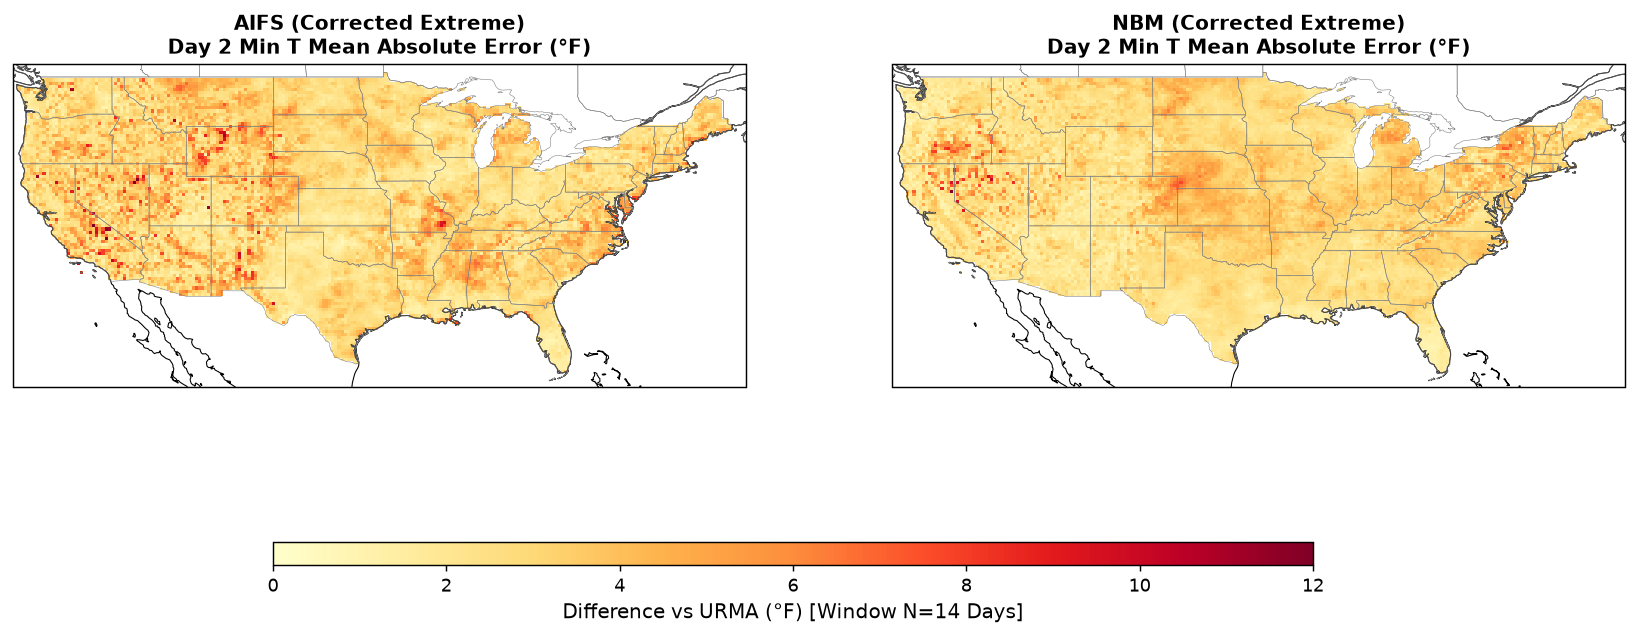 AIFS (Corrected Extreme)
Day 2 Min T Mean Absolute Error (°F)
NBM (Corrected Extreme)
Day 2 Min T Mean Absolute Error (°F)
0 2 4 6 8 10 12
Difference vs URMA (°F) [Window N=14 Days]